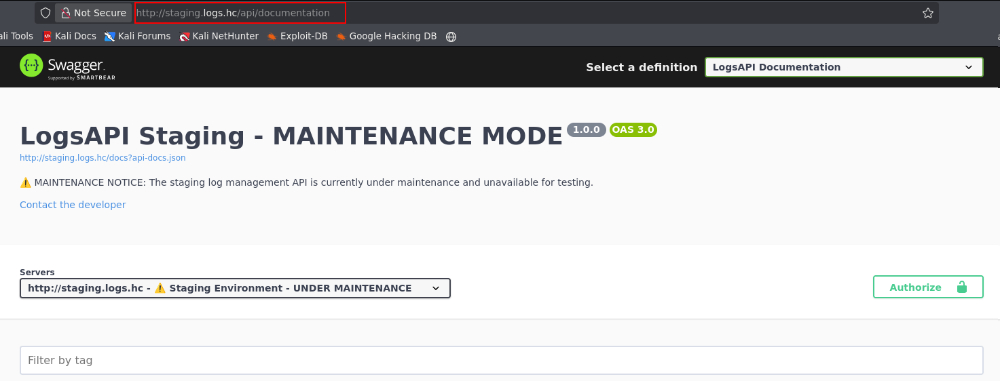 Not Secure http://staging.logs.hc/api/documentation
ali Tools Kali Docs Kali Forums Kali NetHunter Exploit-DB Google Hacking DB
Swagger
Supported by SMARTBEAR
Select a definition LogsAPI Documentation
LogsAPI Staging - MAINTENANCE MODE 1.0.0 OAS 3.0
http://staging.logs.hc/docs?api-docs.json
⚠️ MAINTENANCE NOTICE: The staging log management API is currently under maintenance and unavailable for testing.
Contact the developer
Servers
http://staging.logs.hc - ⚠️ Staging Environment - UNDER MAINTENANCE
Authorize
Filter by tag